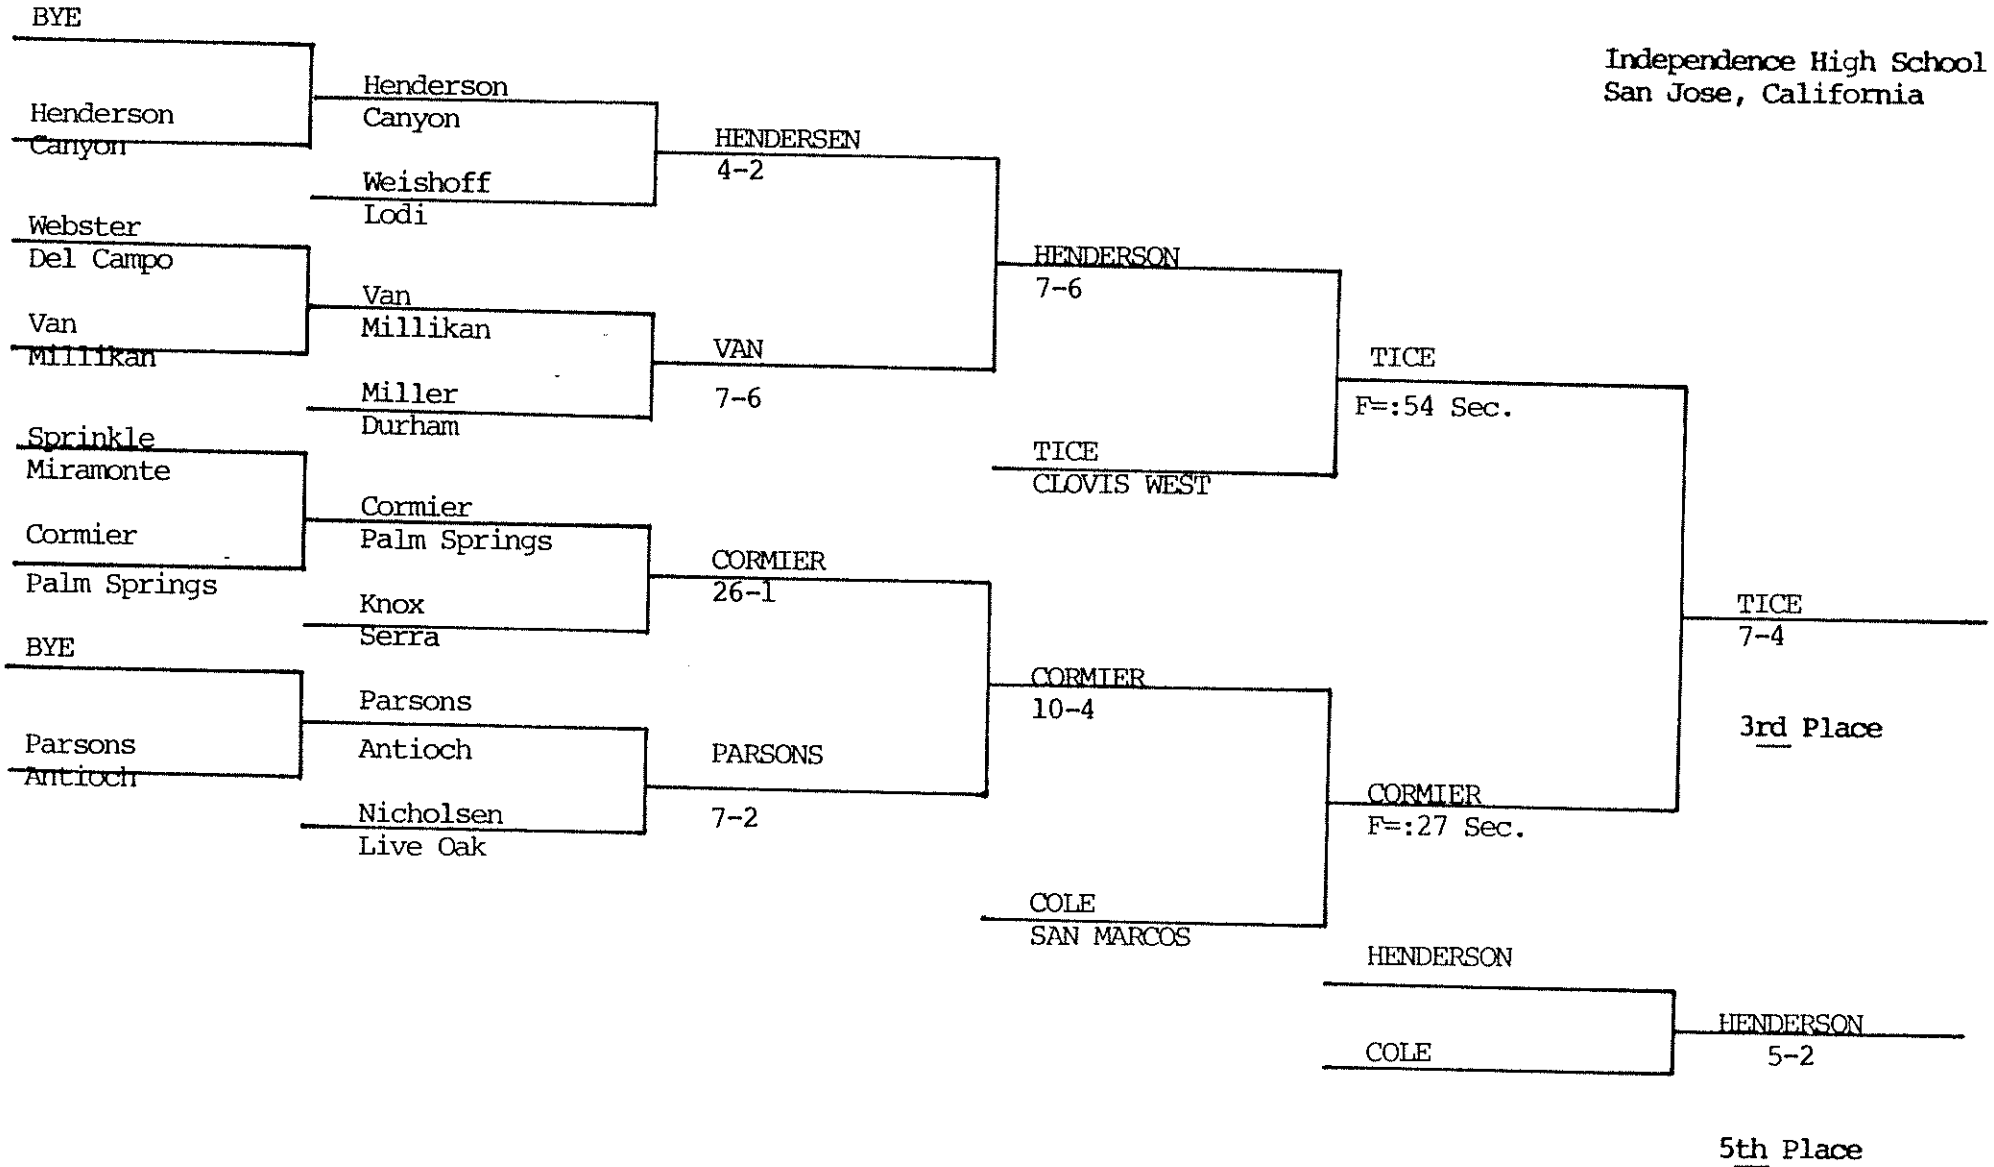 BYE
Independence High School
San Jose, California
Henderson
Canyon
Henderson
Canyon
HENDERSEN
4-2
Weishoff
Lodi
Webster
Del Campo
HENDERSON
7-6
Van
Millikan
Van
Millikan
VAN
7-6
TICE
F=:54 Sec.
Miller
Durham
Sprinkle
Miramonte
TICE
CLOVIS WEST
Cormier
Palm Springs
Cormier
Palm Springs
CORMIER
26-1
Knox
Serra
TICE
7-4
BYE
CORMIER
10-4
Parsons
Antioch
3rd Place
Parsons
Antioch
PARSONS
7-2
CORMIER
F=:27 Sec.
Nicholsen
Live Oak
COLE
SAN MARCOS
HENDERSON
HENDERSON
5-2
COLE
5th Place